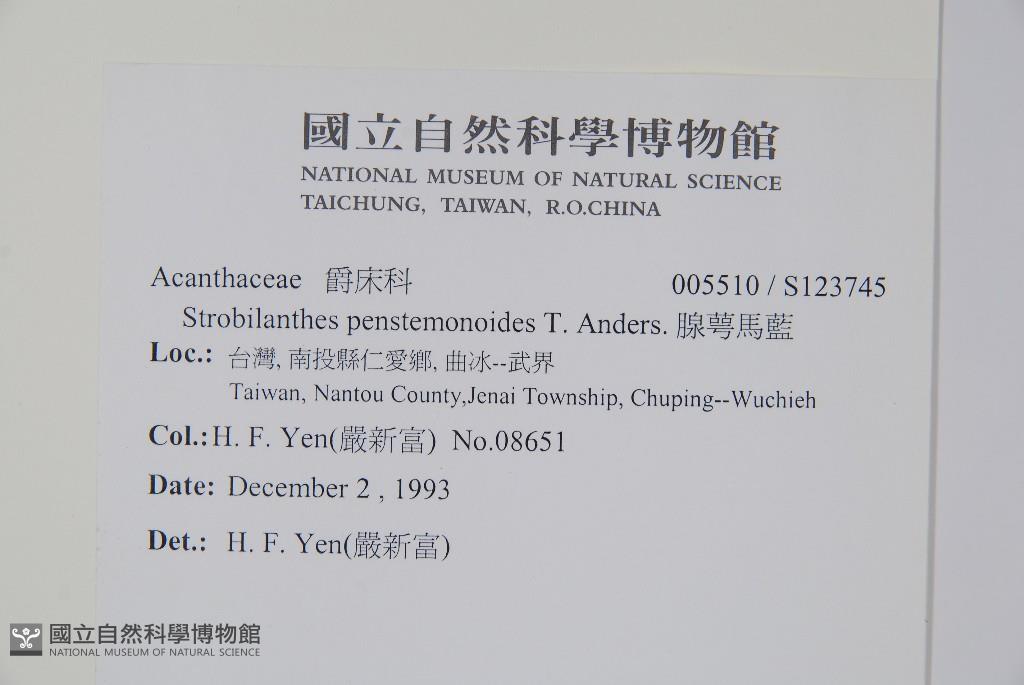 國立自然科學博物館
NATIONAL MUSEUM OF NATURAL SCIENCE
TAICHUNG, TAIWAN, R.O.CHINA
Acanthaceae 爵床科 005510 / S123745
Strobilanthes penstemonoides T. Anders. 腺萼馬藍
Loc.: 台灣, 南投縣仁愛鄉, 曲冰--武界
Taiwan, Nantou County,Jenai Township, Chuping--Wuchieh
Col.:H. F. Yen(嚴新富) No.08651
Date: December 2 , 1993
Det.: H. F. Yen(嚴新富)
國立自然科學博物館
NATIONAL MUSEUM OF NATURAL SCIENCE